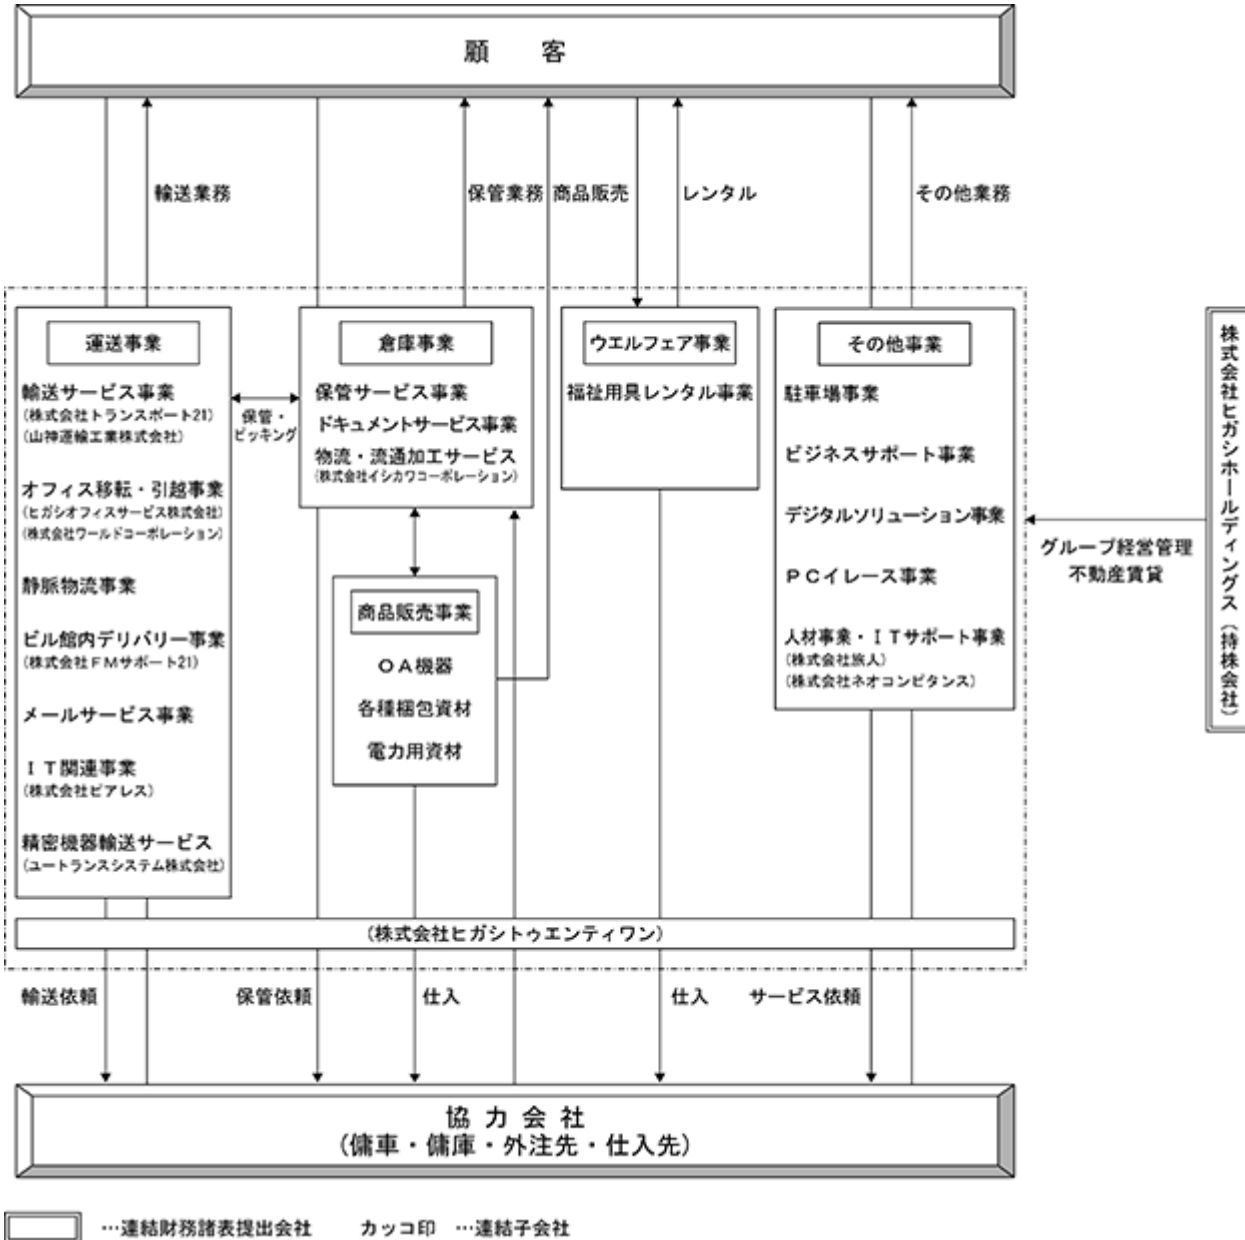 顧　客
輸送業務
保管業務
商品販売
レンタル
その他業務
運送事業
輸送サービス事業
(株式会社トランスポート21)
(山神運輸工業株式会社)
オフィス移転・引越事業
(ヒガシオフィスサービス株式会社)
(株式会社ワールドコーポレーション)
静脈物流事業
ビル館内デリバリー事業
(株式会社ＦＭサポート21)
メールサービス事業
ＩＴ関連事業
(株式会社ピアレス)
精密機器輸送サービス
(ユートランスシステム株式会社)
保管・
ピッキング
倉庫事業
保管サービス事業
ドキュメントサービス事業
物流・流通加工サービス
(株式会社イシカワコーポレーション)
商品販売事業
ＯＡ機器
各種梱包資材
電力用資材
ウエルフェア事業
福祉用具レンタル事業
その他事業
駐車場事業
ビジネスサポート事業
デジタルソリューション事業
ＰＣイレース事業
人材事業・ＩＴサポート事業
(株式会社旅人)
(株式会社ネオコンピタンス)
グループ経営管理
不動産賃貸
株式会社ヒガシホールディングス（持株会社）
(株式会社ヒガシトゥエンティワン)
輸送依頼
保管依頼
仕入
仕入
サービス依頼
協力会社
(傭車・傭庫・外注先・仕入先)
…連結財務諸表提出会社　カッコ印　…連結子会社